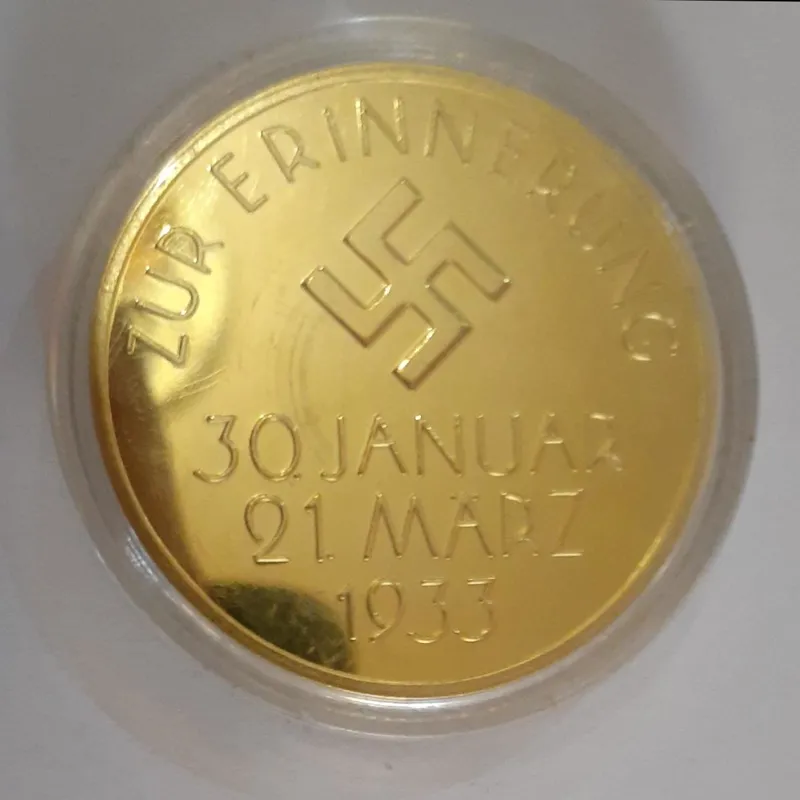 ZUR ERINNERUNG
30. JANUAR
21. MÄRZ
1933